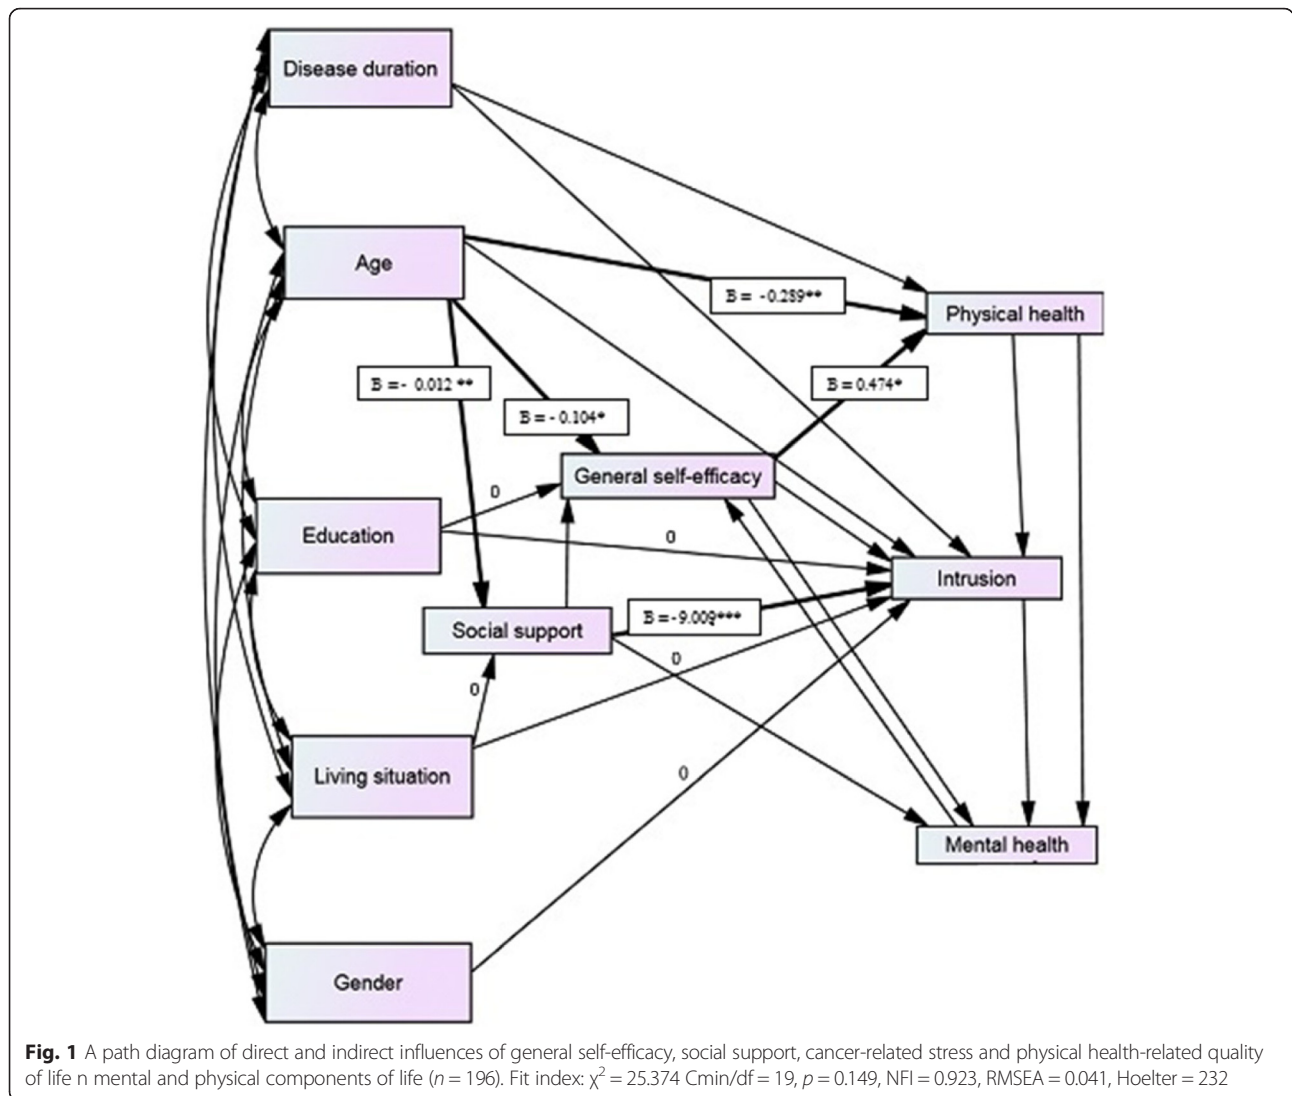 Disease duration
Age
B = -0.289**
Physical health
B = - 0.012 **
B = - 0.104*
B = 0.474*
General self-efficacy
0
Education
0
Intrusion
Social support
B = -9.009***
0
0
Living situation
0
Mental health
Gender
Fig. 1 A path diagram of direct and indirect influences of general self-efficacy, social support, cancer-related stress and physical health-related quality
of life n mental and physical components of life (n = 196). Fit index: χ² = 25.374 Cmin/df = 19, p = 0.149, NFI = 0.923, RMSEA = 0.041, Hoelter = 232